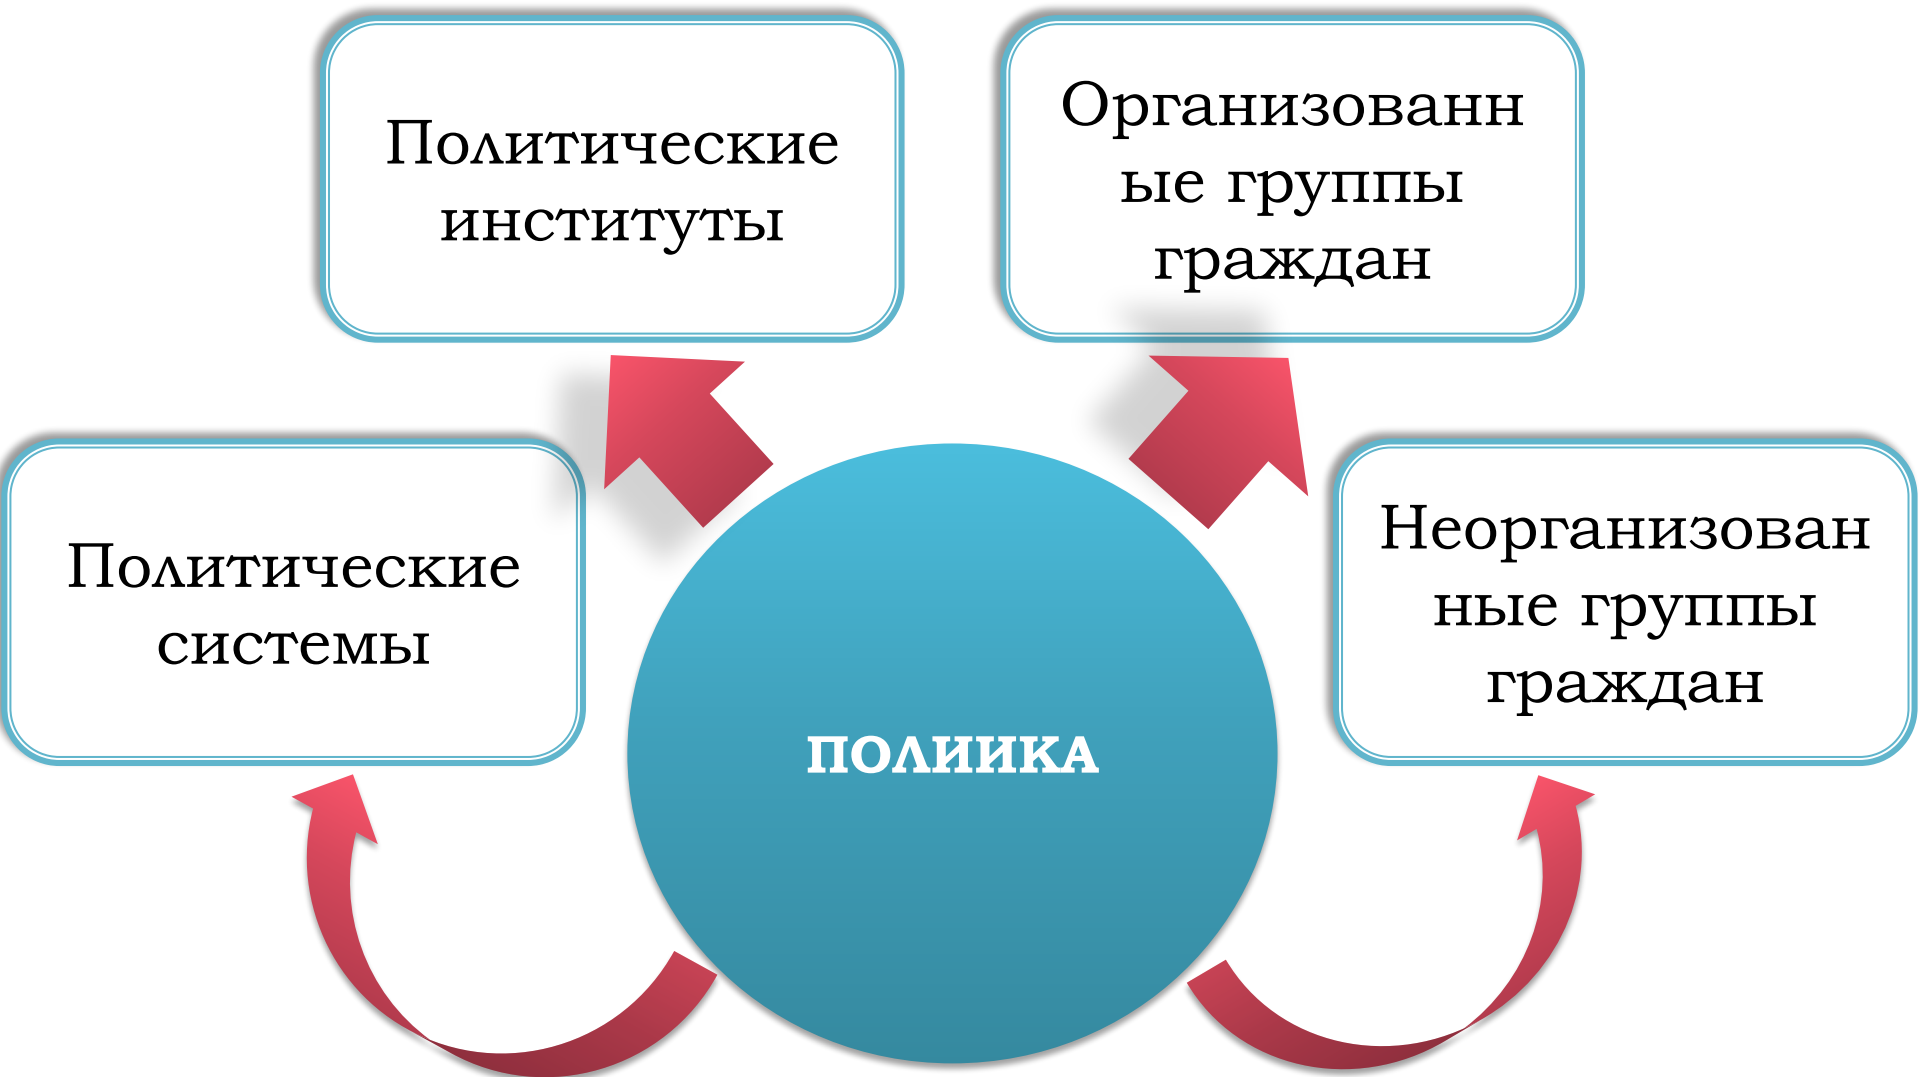 Политические
институты
Организованн
ые группы
граждан
Политические
системы
Неорганизован
ные группы
граждан
ПОЛИИКА